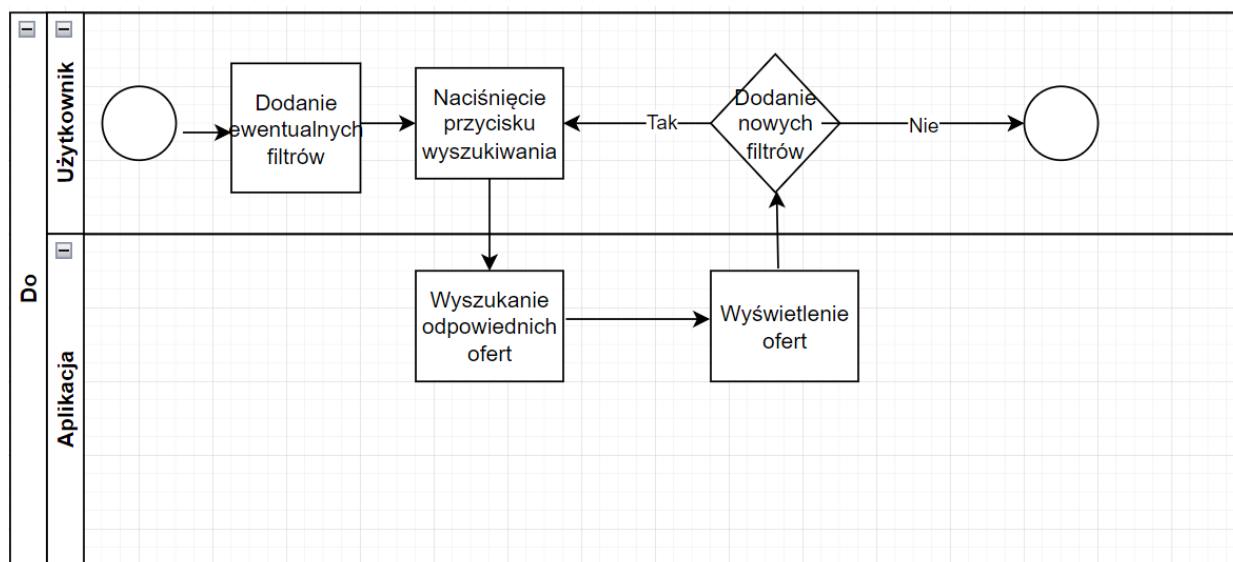 Do
Użytkownik
Dodanie
ewentualnych
filtrów
Naciśnięcie
przycisku
wyszukiwania
Tak
Dodanie
nowych
filtrów
Nie
Aplikacja
Wyszukanie
odpowiednich
ofert
Wyświetlenie
ofert